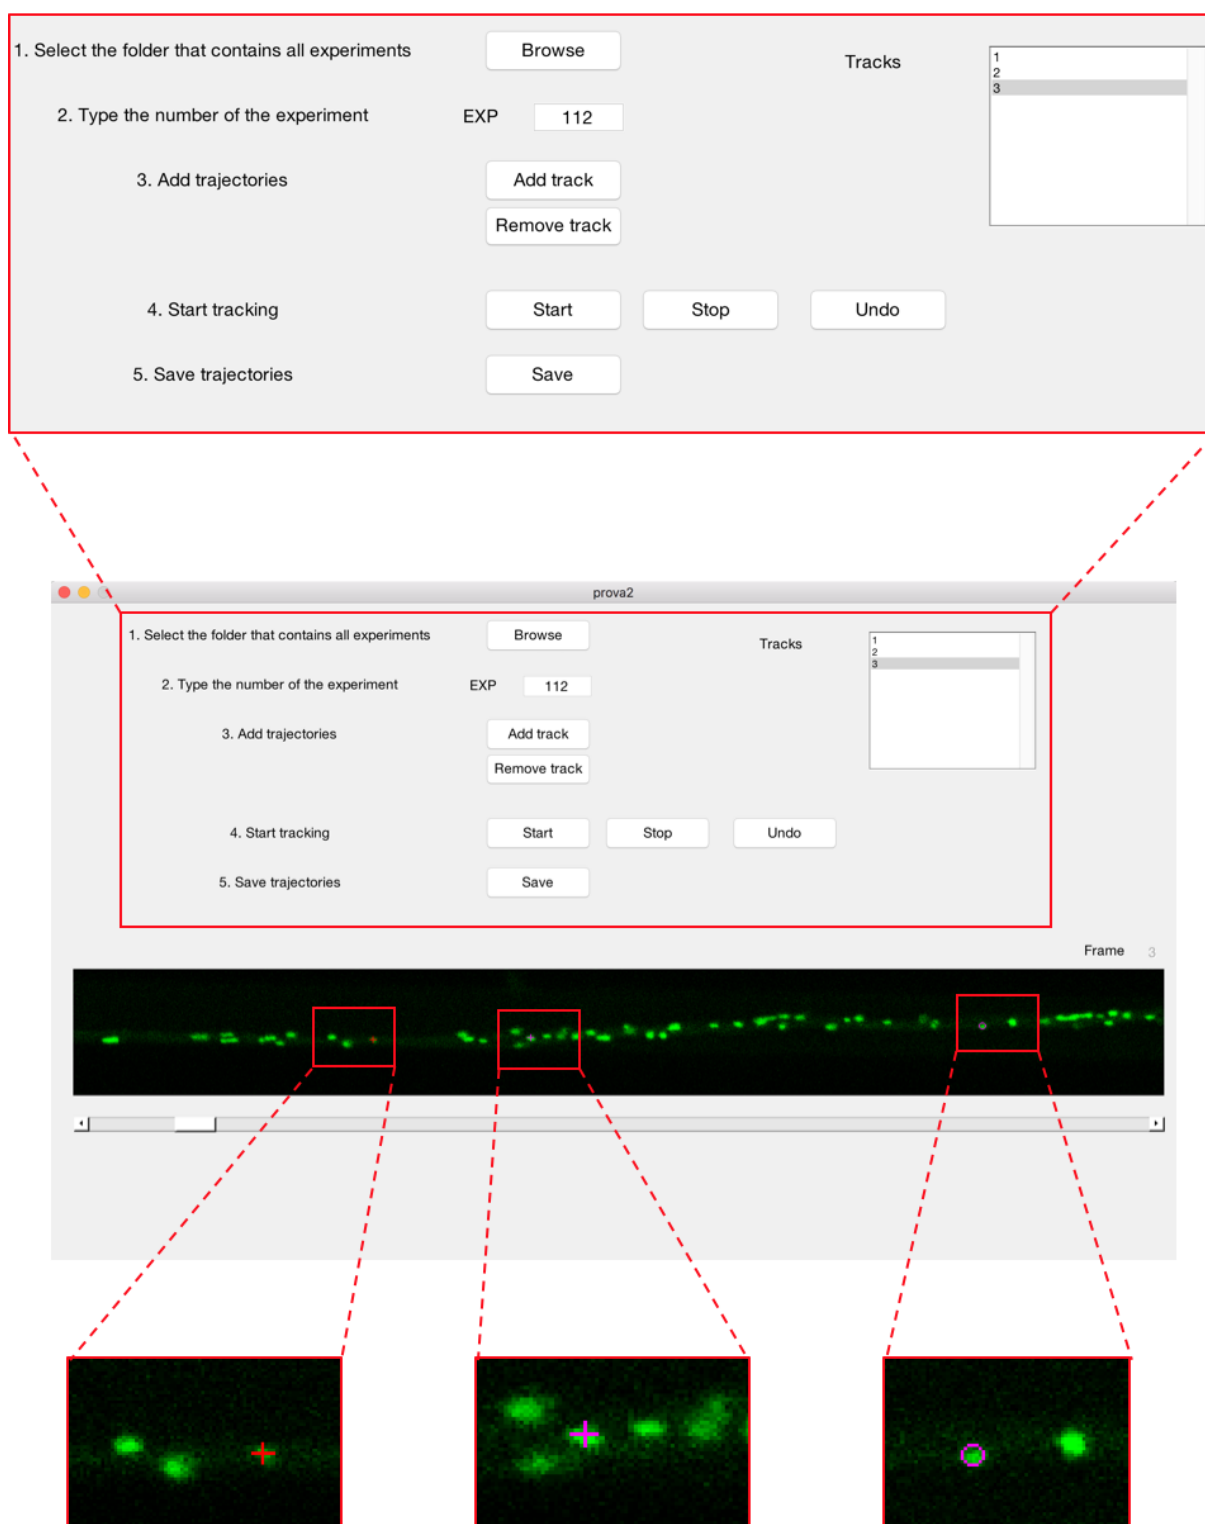 1. Select the folder that contains all experiments Browse Tracks 1
2
3
2. Type the number of the experiment EXP 112
3. Add trajectories Add track
Remove track
4. Start tracking Start Stop Undo
5. Save trajectories Save
prova2
1. Select the folder that contains all experiments Browse Tracks 1
2
3
2. Type the number of the experiment EXP 112
3. Add trajectories Add track
Remove track
4. Start tracking Start Stop Undo
5. Save trajectories Save
Frame 3